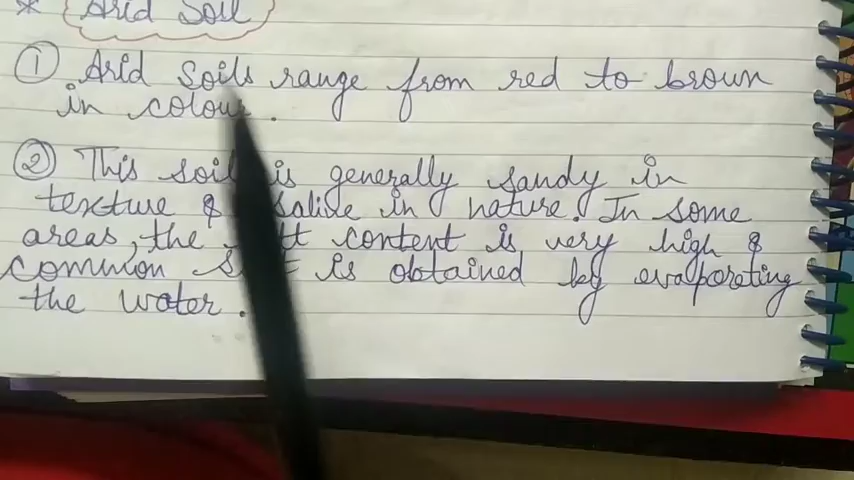 * Arid Soil
① Arid Soils range from red to brown
in colour.
② This soil is generally sandy in
texture & saline in nature. In some
areas, the salt content is very high &
common salt is obtained by evaporating
the water.